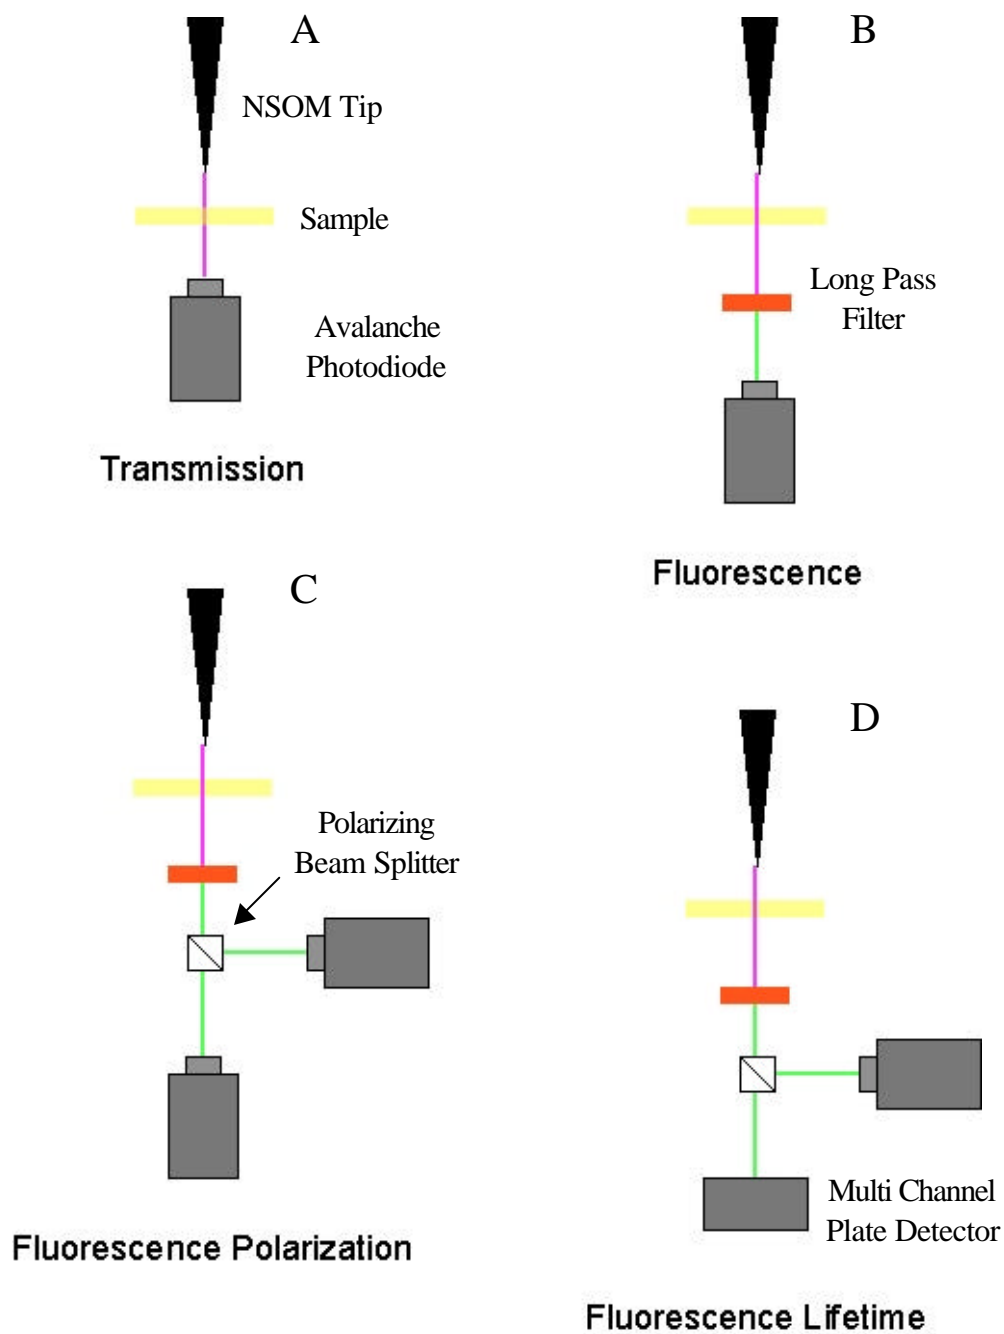 A
NSOM Tip
Sample
Avalanche
Photodiode
Transmission
B
Long Pass
Filter
Fluorescence
C
Polarizing
Beam Splitter
Fluorescence Polarization
D
Multi Channel
Plate Detector
Fluorescence Lifetime